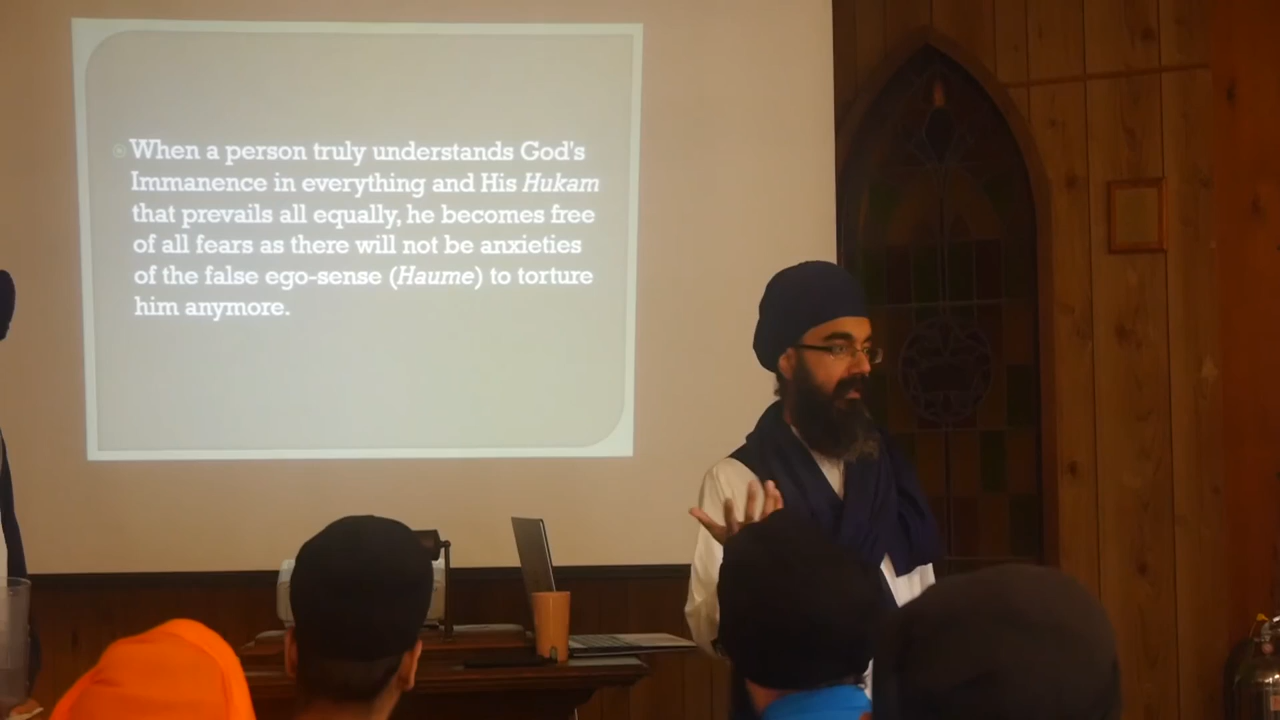 When a person truly understands God's
Immanence in everything and His Hukam
that prevails all equally, he becomes free
of all fears as there will not be anxieties
of the false ego-sense (Haume) to torture
him anymore.